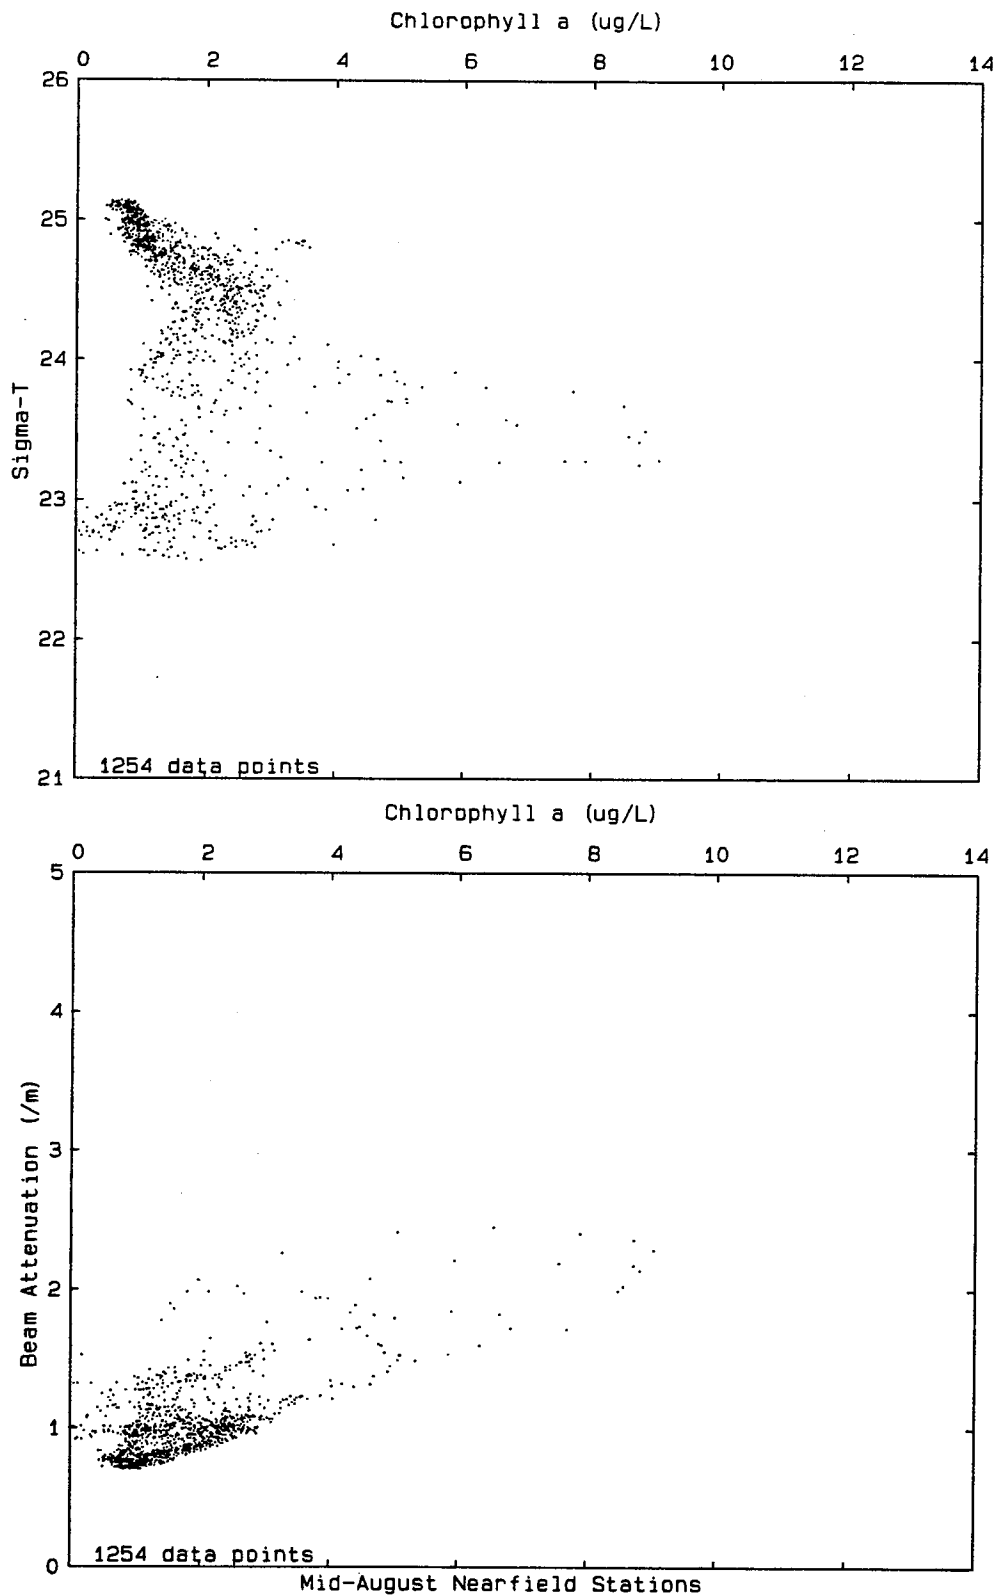 Chlorophyll a (ug/L)
0 2 4 6 8 10 12 14
26
25
24
Sigma-T
23
22
21
1254 data points
Chlorophyll a (ug/L)
0 2 4 6 8 10 12 14
5
4
3
Beam Attenuation (/m)
2
1
0
1254 data points
Mid-August Nearfield Stations